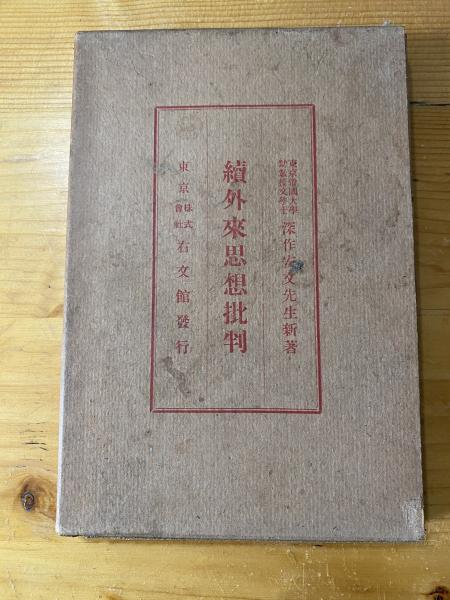 東京帝國大學
助教授文學士
深作安文先生新著
續外來思想批判
東京株式會社右文館發行